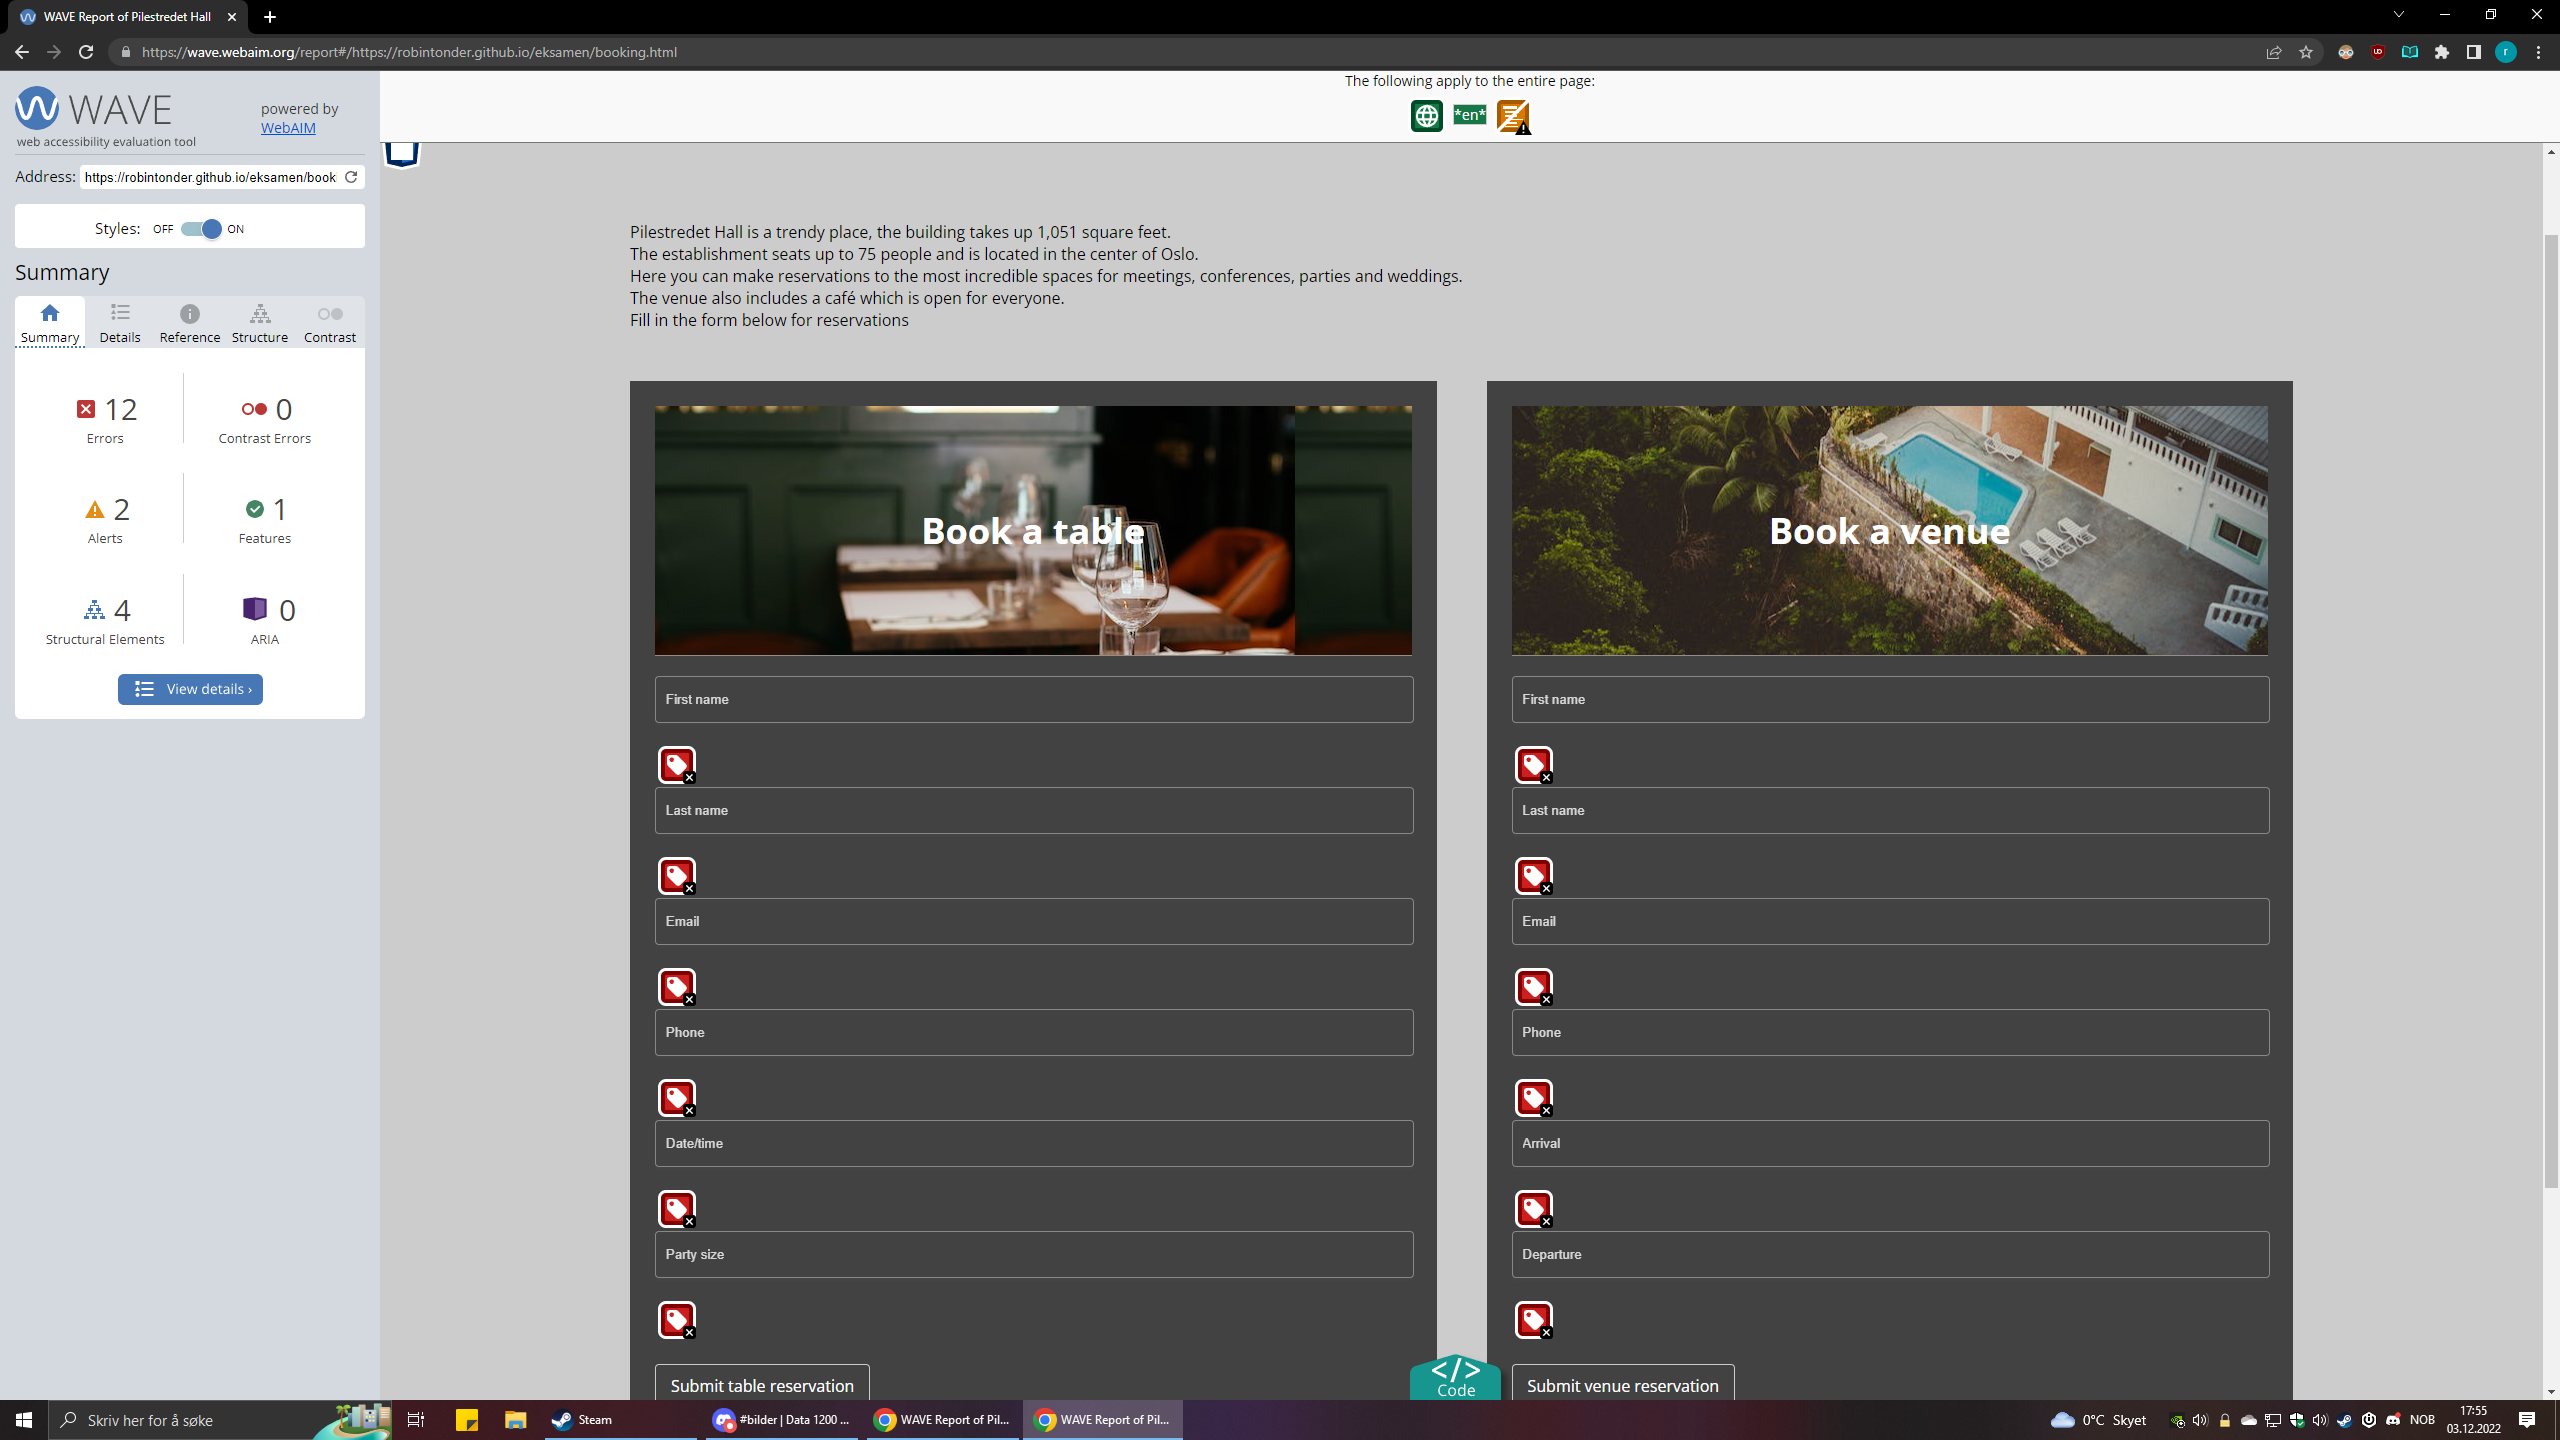 WAVE Report of Pilestredet Hall
https://wave.webaim.org/report#/https://robintonder.github.io/eksamen/booking.html
r
WAVE
web accessibility evaluation tool
powered by
WebAIM
Address:
https://robintonder.github.io/eksamen/book
Styles: OFF ON
Summary
Summary
Details
Reference
Structure
Contrast
12
Errors
0
Contrast Errors
2
Alerts
1
Features
4
Structural Elements
0
ARIA
View details ›
The following apply to the entire page:
*en*
Pilestredet Hall is a trendy place, the building takes up 1,051 square feet.
The establishment seats up to 75 people and is located in the center of Oslo.
Here you can make reservations to the most incredible spaces for meetings, conferences, parties and weddings.
The venue also includes a café which is open for everyone.
Fill in the form below for reservations
Book a table
First name
Last name
Email
Phone
Date/time
Party size
Submit table reservation
Book a venue
First name
Last name
Email
Phone
Arrival
Departure
Submit venue reservation
</>
Code
Skriv her for å søke
Steam
#bilder | Data 1200 ...
WAVE Report of Pil...
WAVE Report of Pil...
0°C Skyet
NOB
17:55
03.12.2022